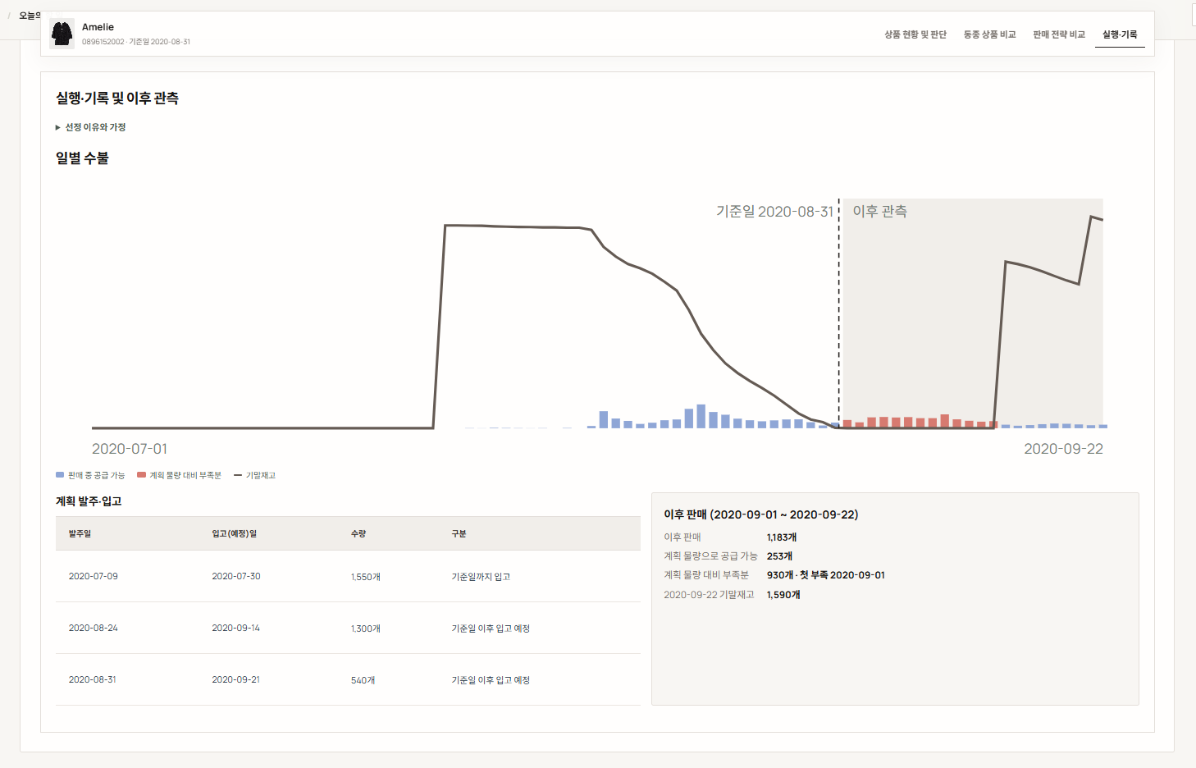 / 오늘의
Amelie
0896152002 · 기준일 2020-08-31
상품 현황 및 판단 동종 상품 비교 판매 전략 비교 실행·기록
실행·기록 및 이후 관측
▶ 선정 이유와 가정
일별 수불
기준일 2020-08-31 이후 관측
2020-07-01 2020-09-22
판매 중 공급 가능 계획 물량 대비 부족분 기말재고
계획 발주·입고
발주일 입고(예정)일 수량 구분
2020-07-09 2020-07-30 1,550개 기준일까지 입고
2020-08-24 2020-09-14 1,300개 기준일 이후 입고 예정
2020-08-31 2020-09-21 540개 기준일 이후 입고 예정
이후 판매 (2020-09-01 ~ 2020-09-22)
이후 판매 1,183개
계획 물량으로 공급 가능 253개
계획 물량 대비 부족분 930개 · 첫 부족 2020-09-01
2020-09-22 기말재고 1,590개